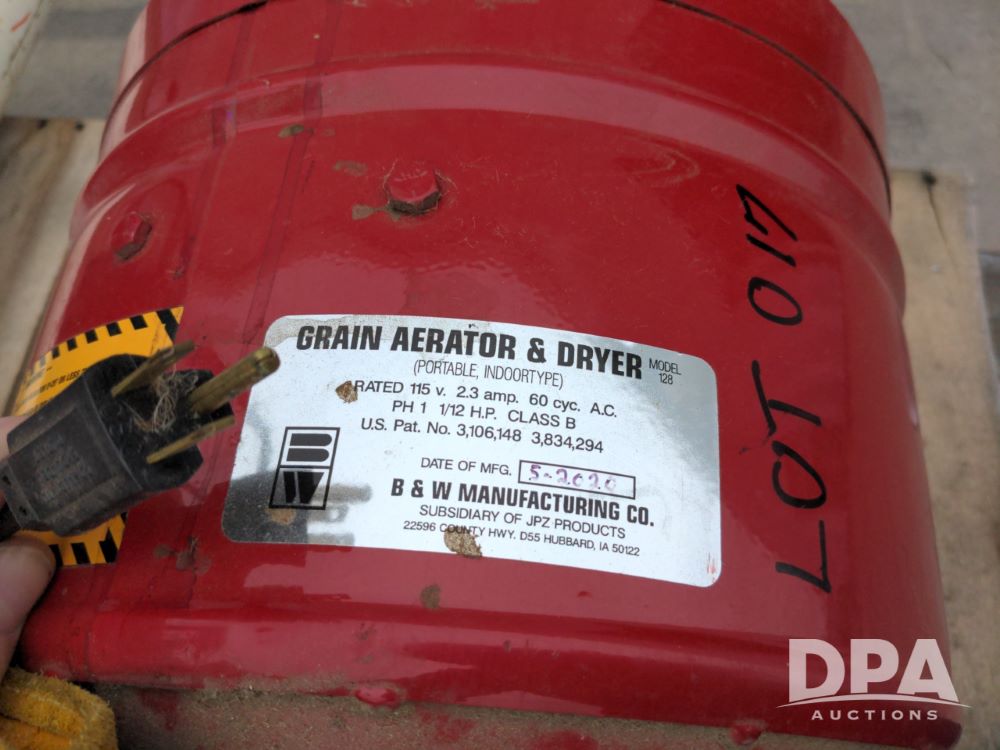 GRAIN AERATOR & DRYER MODEL 128
(PORTABLE, INDOORTYPE)
RATED 115 v. 2.3 amp. 60 cyc. A.C.
PH 1 1/12 H.P. CLASS B
U.S. Pat. No. 3,106,148 3,834,294
BW
DATE OF MFG. 5-2020
B & W MANUFACTURING CO.
SUBSIDIARY OF JPZ PRODUCTS
22596 COUNTY HWY. D55 HUBBARD, IA 50122
LOT 017
DPA
AUCTIONS